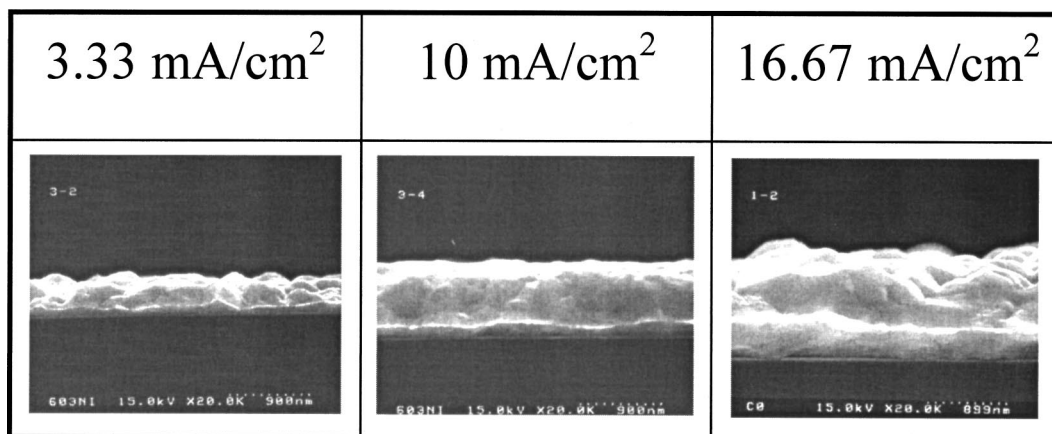 3.33 mA/cm²
10 mA/cm²
16.67 mA/cm²
3-2
603NI 15.0kV X20.0K 900nm
3-4
603NI 15.0kV X20.0K 900nm
1-2
C0 15.0kV X20.0K 899nm